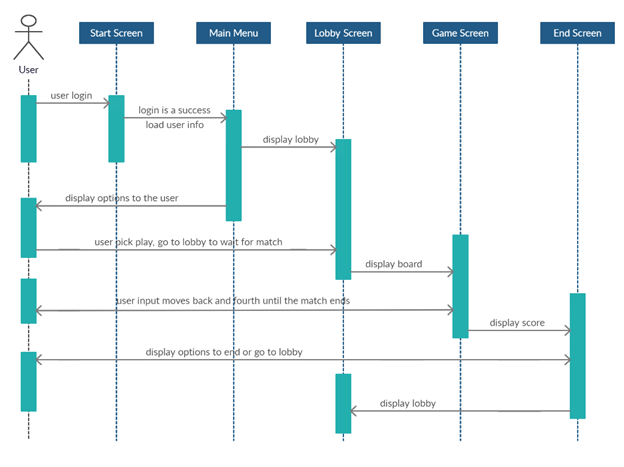 Start Screen
Main Menu
Lobby Screen
Game Screen
End Screen
User
user login
login is a success
load user info
display lobby
display options to the user
user pick play, go to lobby to wait for match
display board
user input moves back and fourth until the match ends
display score
display options to end or go to lobby
display lobby